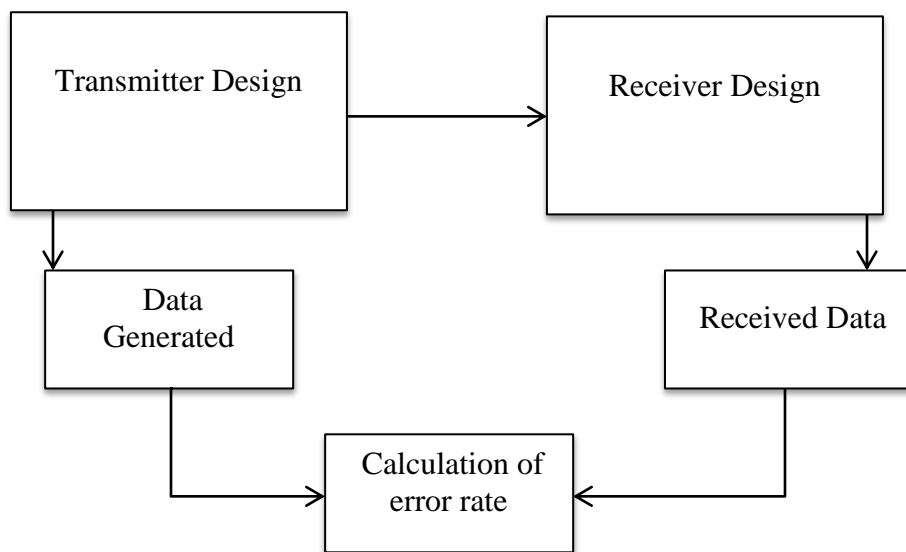 Transmitter Design
Receiver Design
Data
Generated
Received Data
Calculation of
error rate